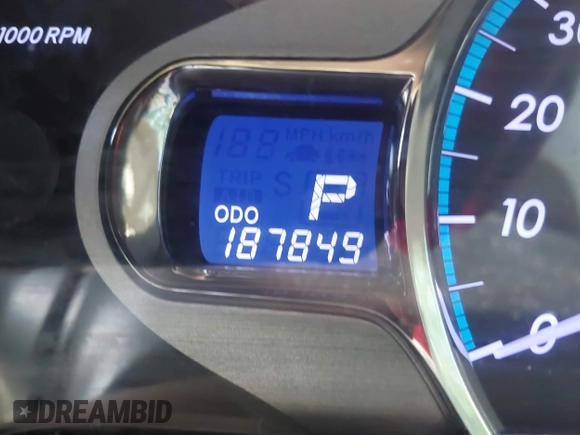 1000 RPM
30
20
10
0
188 MPH km/h
TRIP
S
P
ODO
187849
DREAMBID